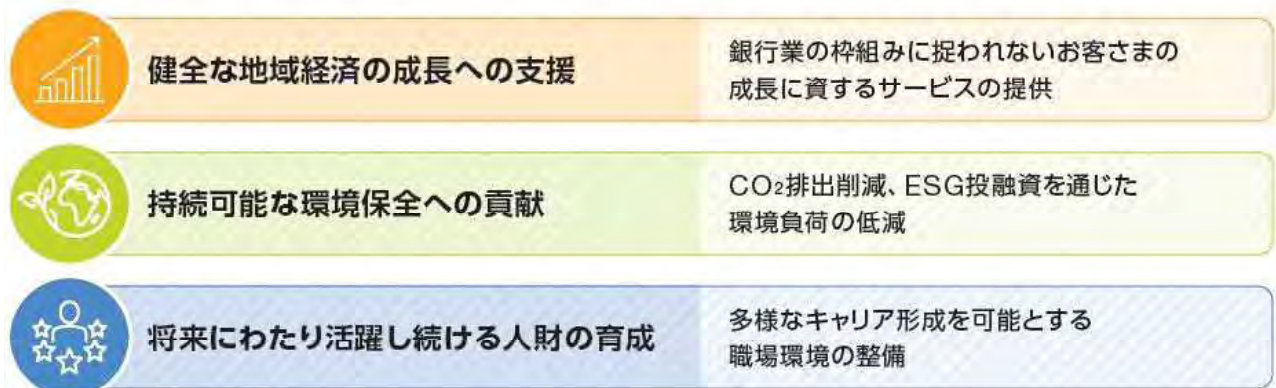 健全な地域経済の成長への支援
銀行業の枠組みに捉われないお客さまの
成長に資するサービスの提供
持続可能な環境保全への貢献
CO₂排出削減、ESG投融資を通じた
環境負荷の低減
将来にわたり活躍し続ける人財の育成
多様なキャリア形成を可能とする
職場環境の整備